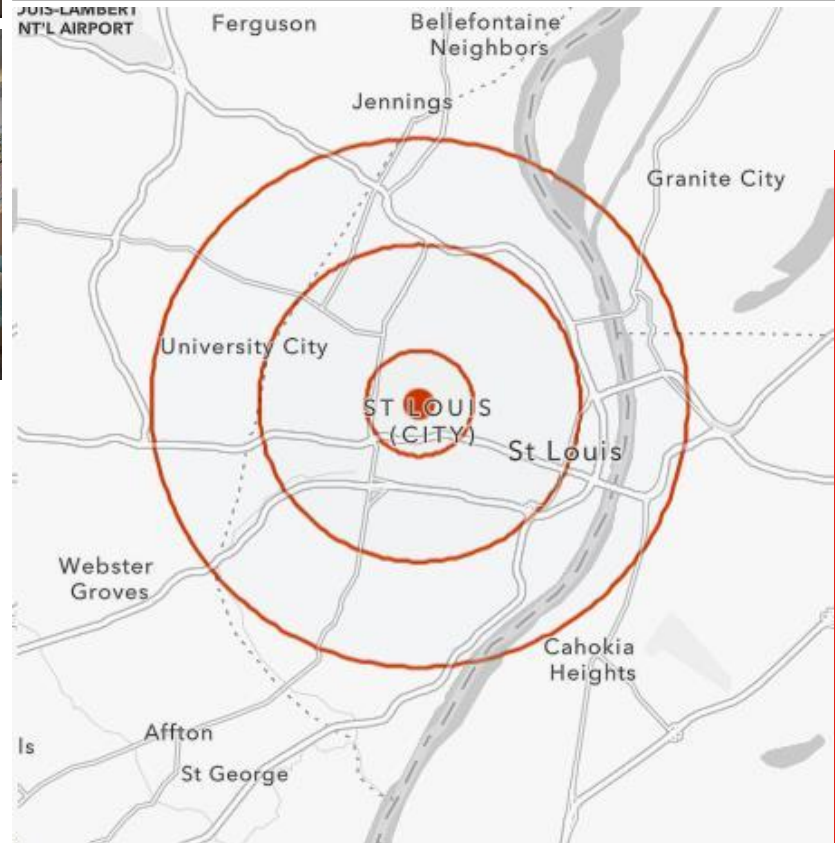 UIS-LAMBERT
NT'L AIRPORT
Ferguson
Bellefontaine
Neighbors
Jennings
Granite City
University City
ST LOUIS
(CITY)
St Louis
Webster
Groves
Cahokia
Heights
Affton
ls
St George